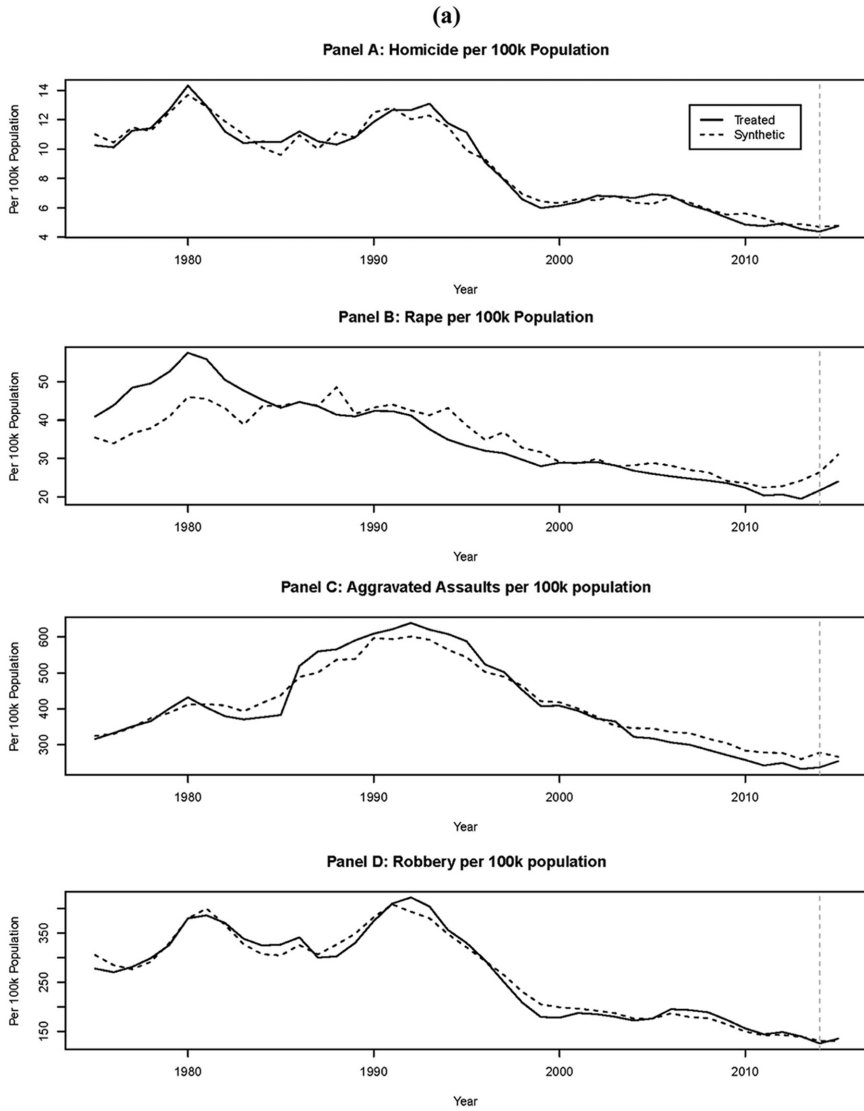 (a)
Panel A: Homicide per 100k Population
Per 100k Population
4 6 8 10 12 14
Treated
Synthetic
1980 1990 2000 2010
Year
Panel B: Rape per 100k Population
Per 100k Population
20 30 40 50
1980 1990 2000 2010
Year
Panel C: Aggravated Assaults per 100k population
Per 100k Population
300 400 500 600
1980 1990 2000 2010
Year
Panel D: Robbery per 100k population
Per 100k Population
150 250 350
1980 1990 2000 2010
Year